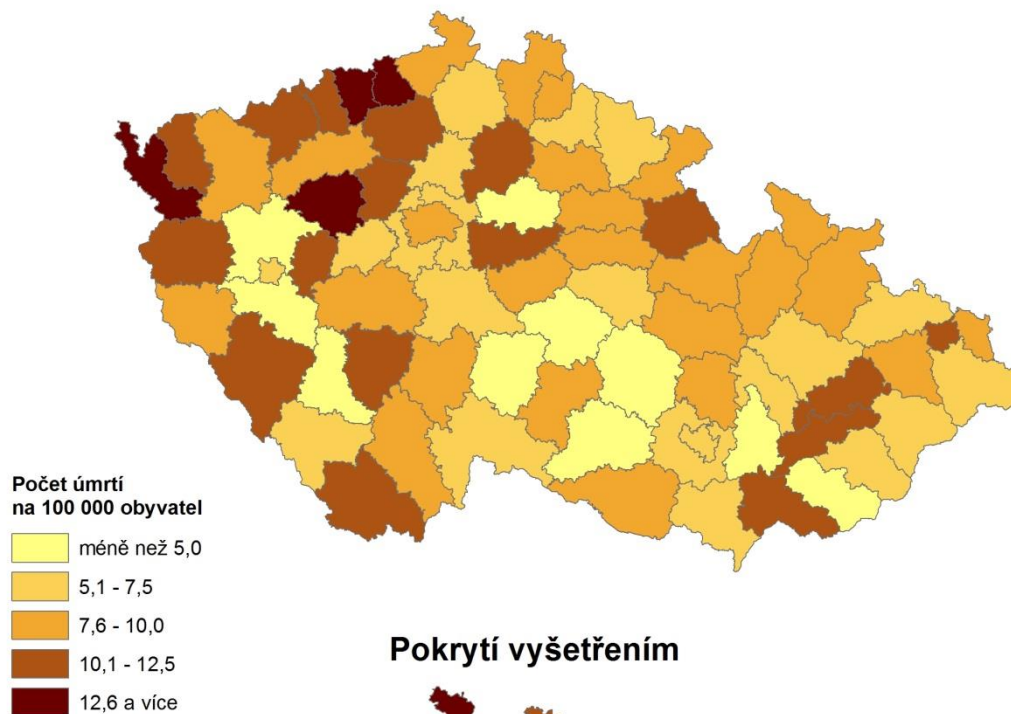 Počet úmrtí
na 100 000 obyvatel
méně než 5,0
5,1 - 7,5
7,6 - 10,0
10,1 - 12,5
12,6 a více
Pokrytí vyšetřením